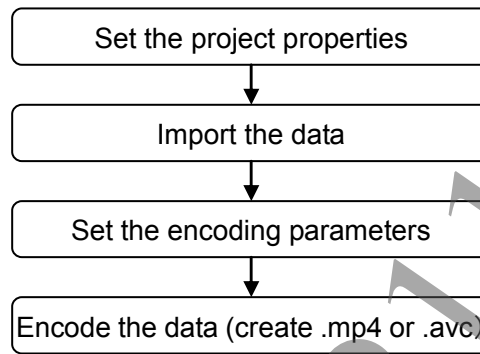 Set the project properties
Import the data
Set the encoding parameters
Encode the data (create .mp4 or .avc)